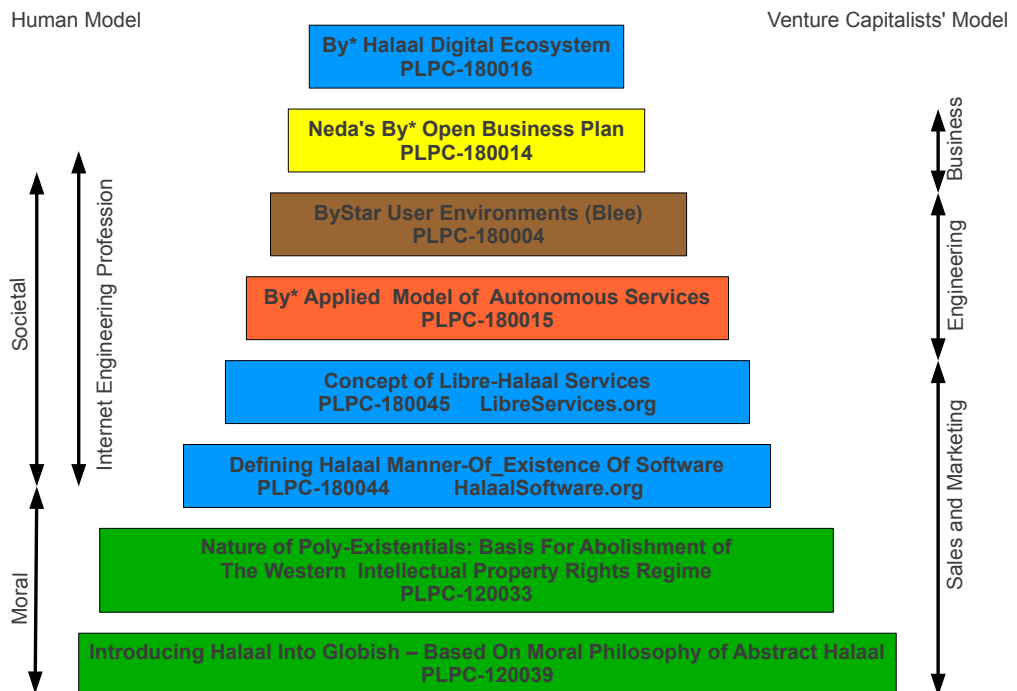 Human Model
Venture Capitalists' Model
By* Halaal Digital Ecosystem
PLPC-180016
Neda's By* Open Business Plan
PLPC-180014
ByStar User Environments (Blee)
PLPC-180004
By* Applied Model of Autonomous Services
PLPC-180015
Concept of Libre-Halaal Services
PLPC-180045 LibreServices.org
Defining Halaal Manner-Of_Existence Of Software
PLPC-180044 HalaalSoftware.org
Nature of Poly-Existentials: Basis For Abolishment of
The Western Intellectual Property Rights Regime
PLPC-120033
Introducing Halaal Into Globish – Based On Moral Philosophy of Abstract Halaal
PLPC-120039
Societal
Moral
Internet Engineering Profession
Business
Engineering
Sales and Marketing